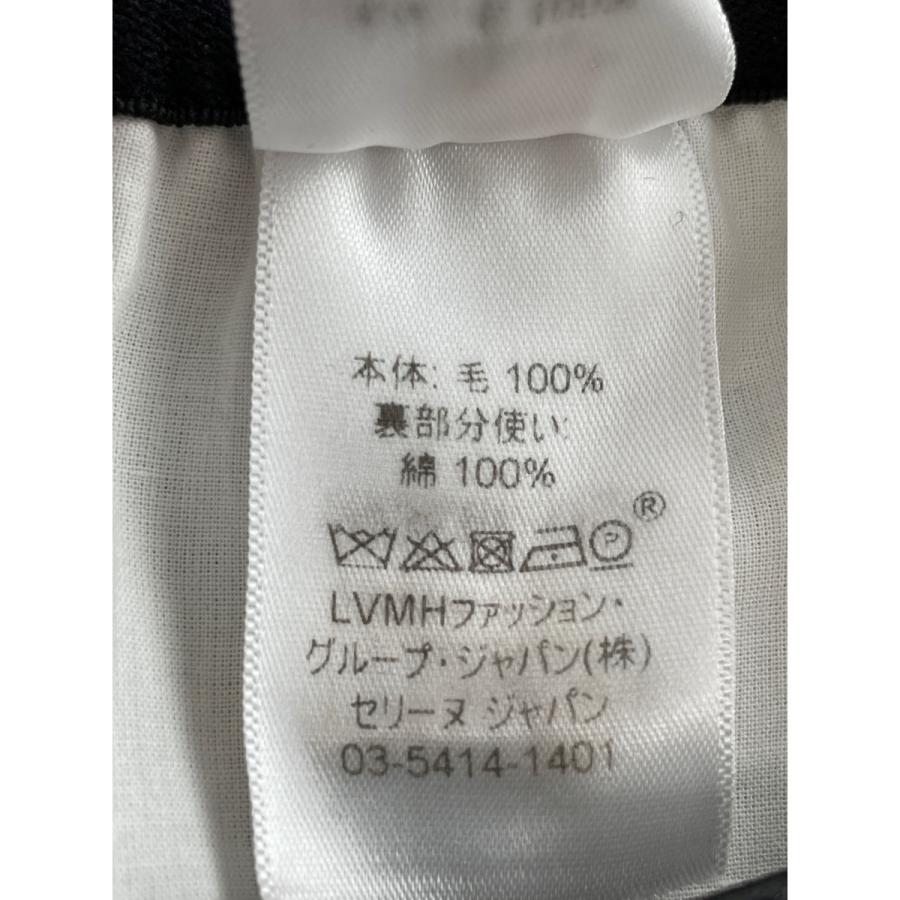 本体: 毛 100%
裏部分使い:
綿 100%
P ®
LVMHファッション・
グループ・ジャパン(株)
セリーヌ ジャパン
03-5414-1401